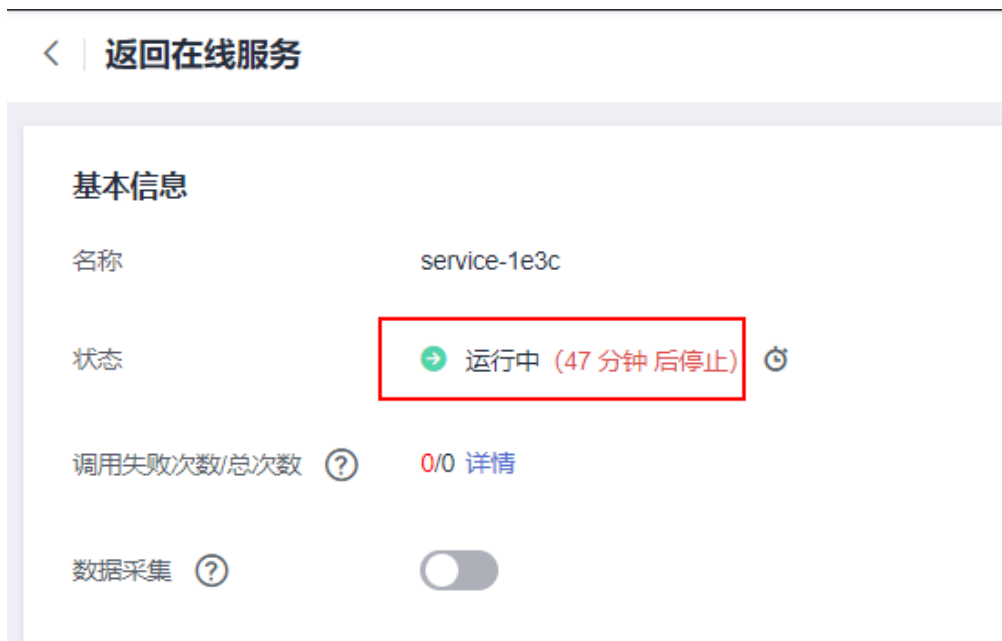 返回在线服务
基本信息
名称 service-1e3c
状态 运行中（47 分钟 后停止）
调用失败次数/总次数 ? 0/0 详情
数据采集 ?